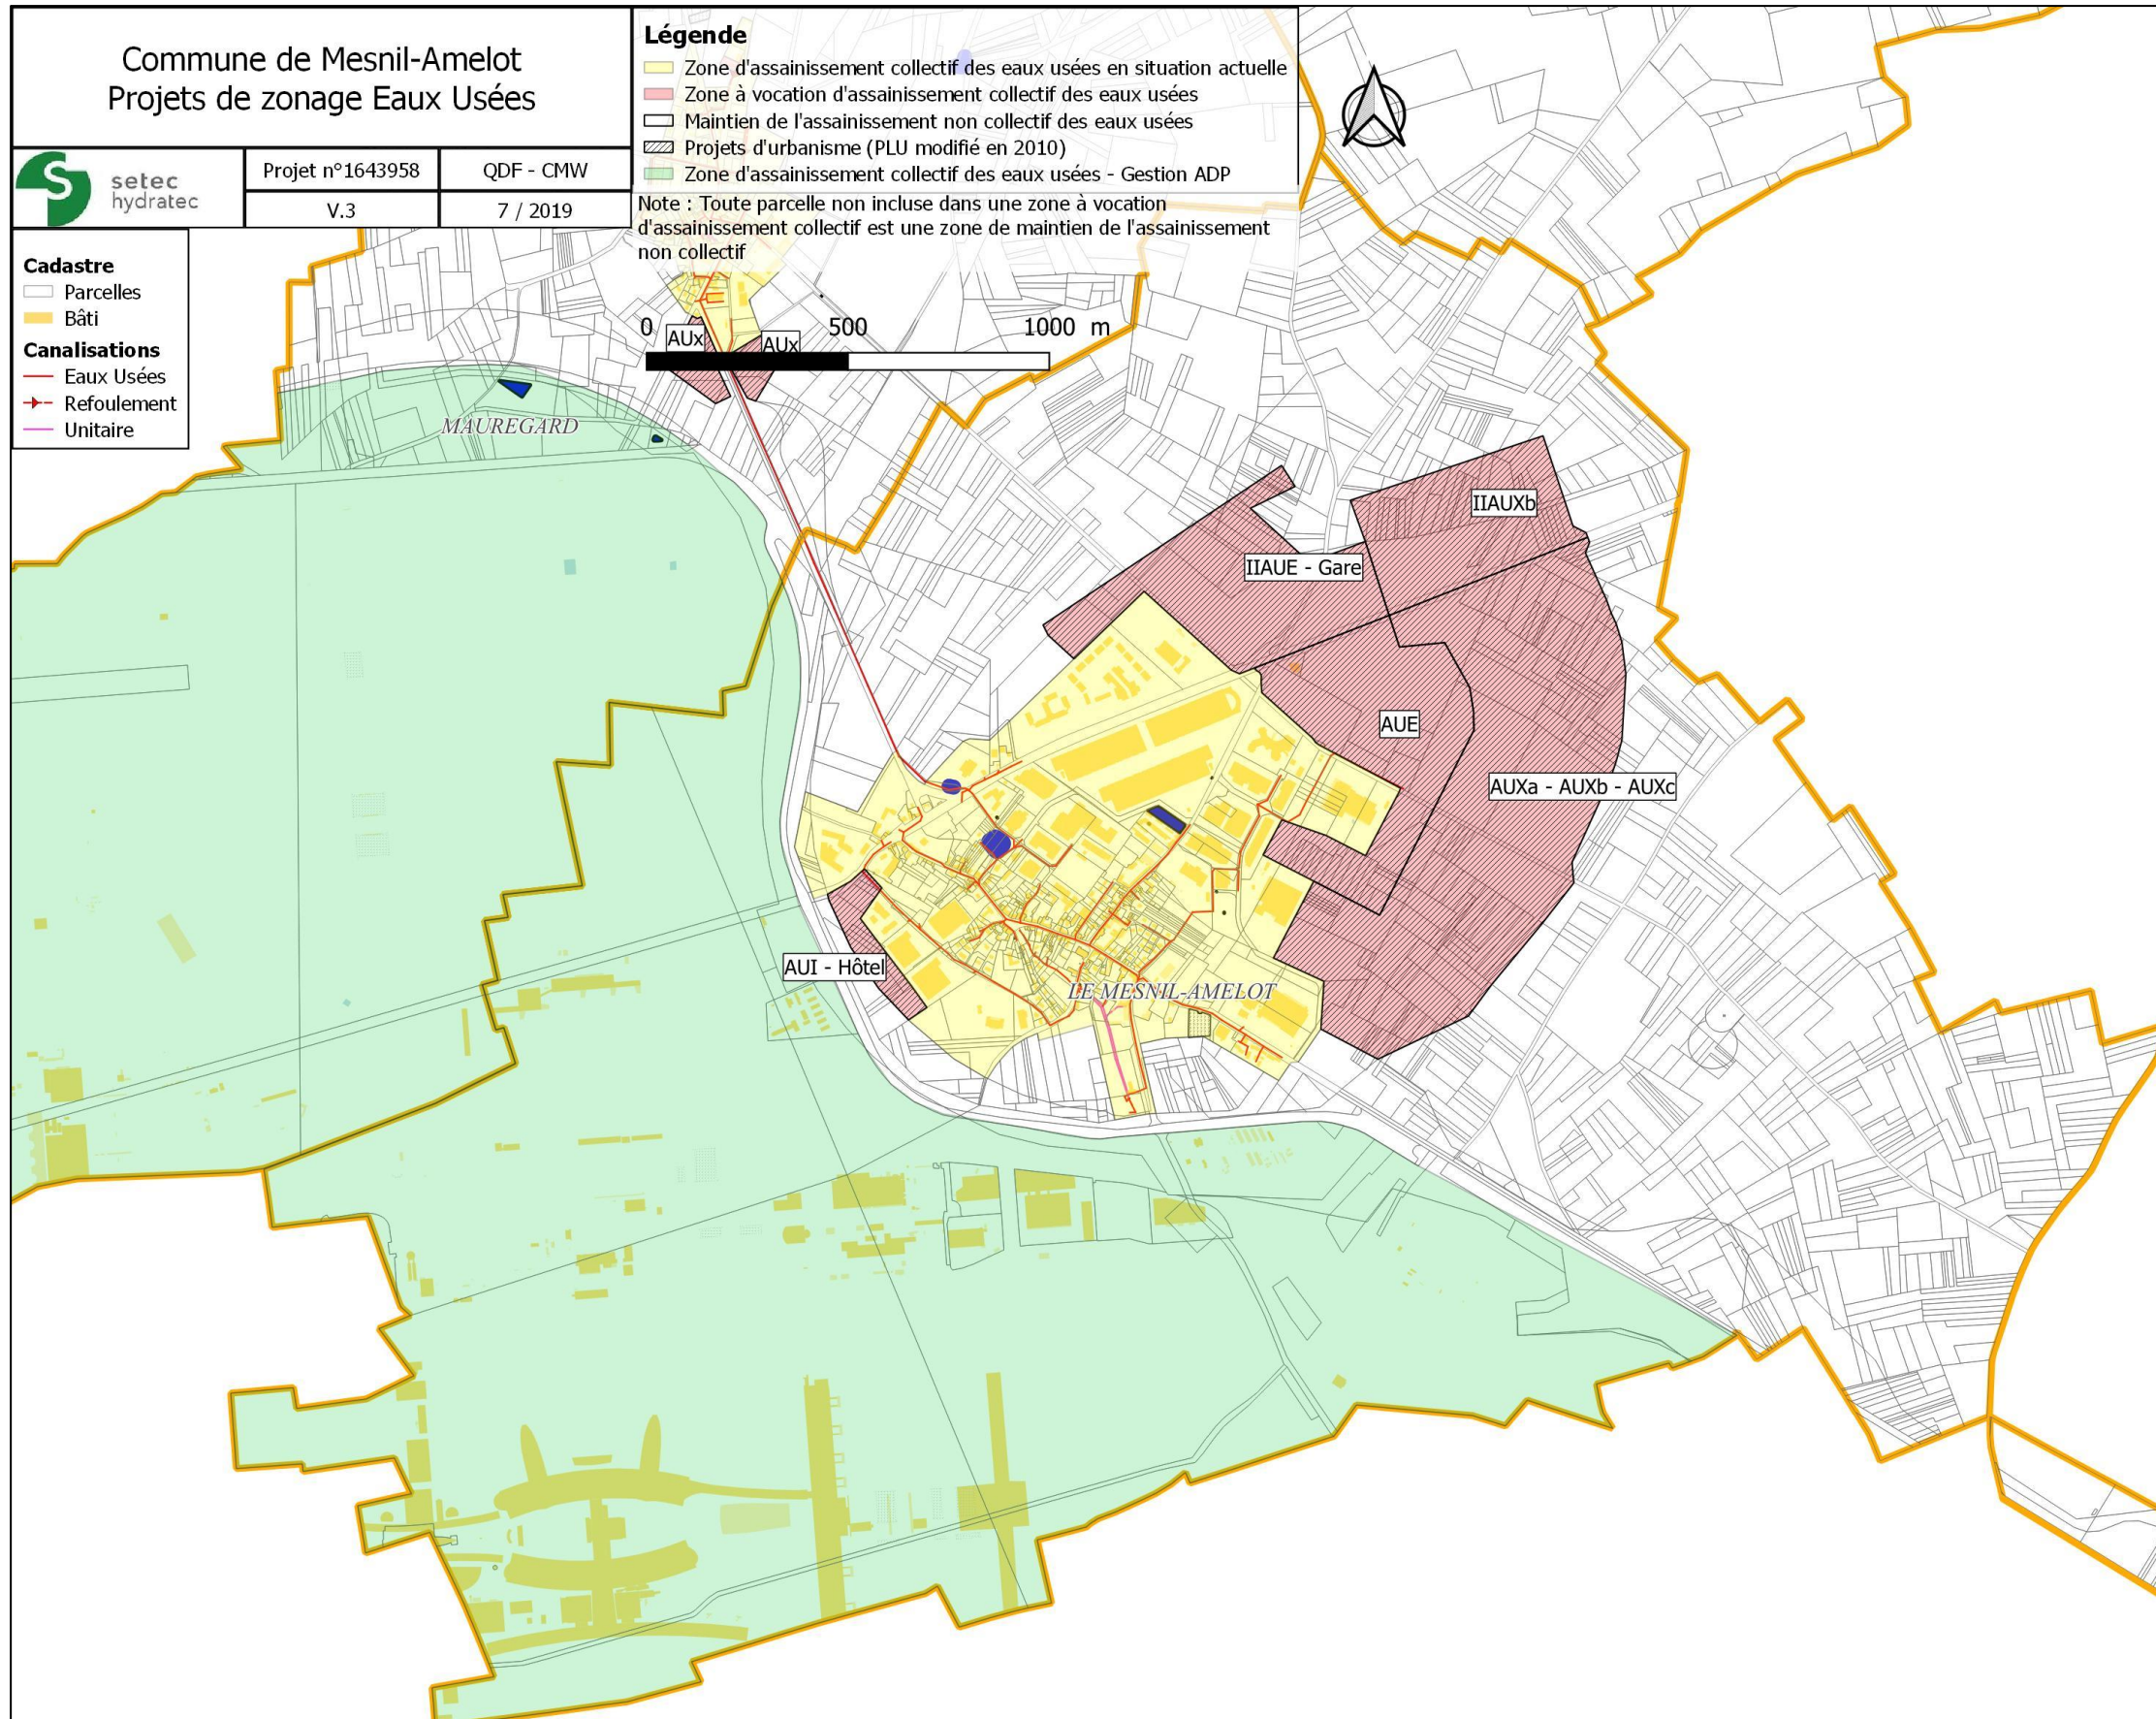 Commune de Mesnil-Amelot
Projets de zonage Eaux Usées
setec
hydratec
Projet n°1643958
QDF - CMW
V.3
7 / 2019
Légende
Zone d'assainissement collectif des eaux usées en situation actuelle
Zone à vocation d'assainissement collectif des eaux usées
Maintien de l'assainissement non collectif des eaux usées
Projets d'urbanisme (PLU modifié en 2010)
Zone d'assainissement collectif des eaux usées - Gestion ADP
Note : Toute parcelle non incluse dans une zone à vocation
d'assainissement collectif est une zone de maintien de l'assainissement
non collectif
Cadastre
Parcelles
Bâti
Canalisations
Eaux Usées
Refoulement
Unitaire
0 500 1000 m
AUx
AUx
MAUREGARD
IIAUXb
IIAUE - Gare
AUE
AUXa - AUXb - AUXc
AUI - Hôtel
LE MESNIL-AMELOT